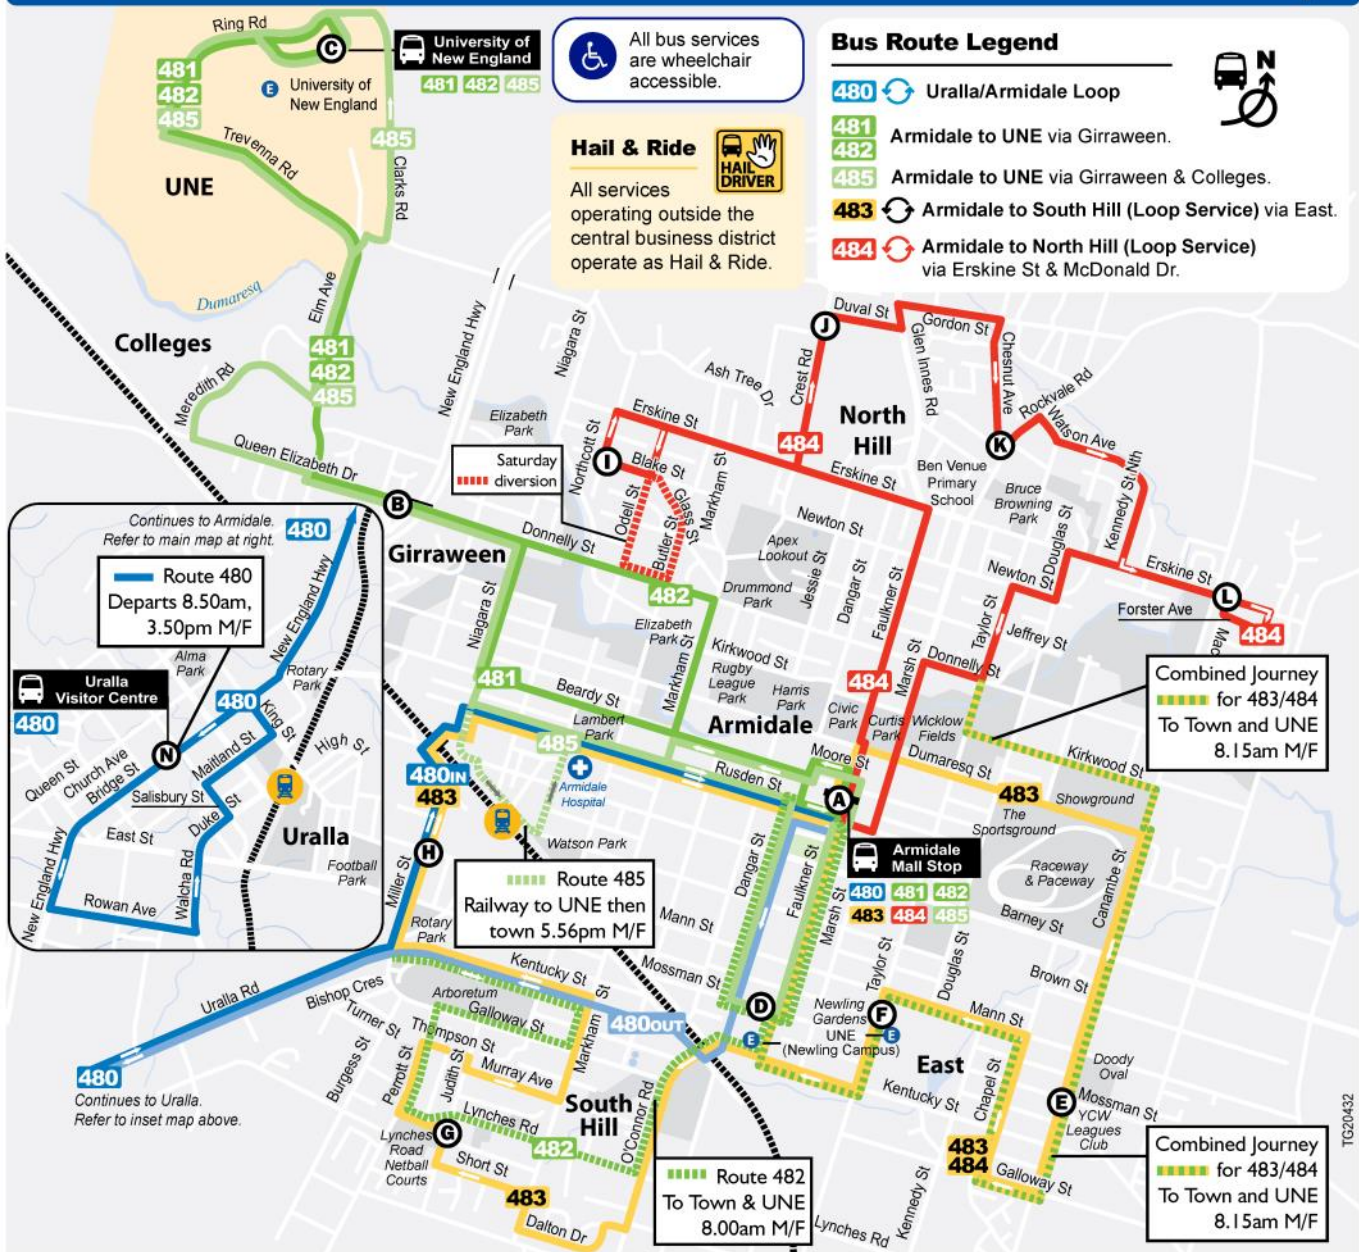 Ring Rd
C
University of
New England
481 482 485
481
482
485
E
University of
New England
Trevenna Rd
485
Clarks Rd
UNE
All bus services
are wheelchair
accessible.
Hail & Ride
HAIL
DRIVER
All services
operating outside the
central business district
operate as Hail & Ride.
Bus Route Legend
N
480 Uralla/Armidale Loop
481
482
Armidale to UNE via Girraween.
485 Armidale to UNE via Girraween & Colleges.
483 Armidale to South Hill (Loop Service) via East.
484 Armidale to North Hill (Loop Service)
via Erskine St & McDonald Dr.
Dumaresq
Elm Ave
Colleges
481
482
485
Meredith Rd
Queen Elizabeth Dr
New England Hwy
Niagara St
Elizabeth
Park
Saturday
diversion
Ash Tree Dr
Crest Rd
J
Duval St
Gordon St
Glen Innes Rd
Chesnut Ave
Rockvale Rd
Watson Ave
K
North
Hill
484
Erskine St
Northcott St
I
Blake St
Odell St
Glass St
Butler St
Markham St
Erskine St
Ben Venue
Primary
School
Bruce
Browning
Park
Kennedy St Nth
Douglas St
Newton St
Apex
Lookout
Jessie St
Dangar St
Faulkner St
Drummond
Park
Newton St
Taylor St
Jeffrey St
Erskine St
Forster Ave
L
Mac
484
B
Girraween
Donnelly St
482
Elizabeth
Park
Markham St
Kirkwood St
Rugby
League
Park
Harris
Park
Civic
Park
484
Marsh St
Curtis
Park
Wicklow
Fields
Donnelly St
Niagara St
481
Beardy St
Lambert
Park
Armidale
Moore St
Rusden St
Dumaresq St
Kirkwood St
Combined Journey
for 483/484
To Town and UNE
8.15am M/F
485
Armidale
Hospital
A
483
Showground
The
Sportsground
Raceway
& Paceway
Canambe St
Barney St
Armidale
Mall Stop
480 481 482
483 484 485
480IN
483
H
Miller St
Watson Park
Route 485
Railway to UNE then
town 5.56pm M/F
Mann St
Mossman St
Dangar St
Faulkner St
Marsh St
Taylor St
Douglas St
Brown St
Mann St
D
E
Newling
Gardens
F
UNE
(Newling Campus)
E
East
Kentucky St
Chapel St
Doody
Oval
E
Mossman St
YCW
Leagues
Club
483
484
Galloway St
Combined Journey
for 483/484
To Town and UNE
8.15am M/F
TG20432
Continues to Armidale.
Refer to main map at right.
480
Route 480
Departs 8.50am,
3.50pm M/F
Alma
Park
Uralla
Visitor Centre
480
New England Hwy
Rotary
Park
480
King St
High St
N
Maitland St
Queen St
Church Ave
Bridge St
Salisbury St
Duke St
East St
Uralla
Football
Park
New England Hwy
Walcha Rd
Rowan Ave
Rotary
Park
Uralla Rd
Bishop Cres
Kentucky St
Arboretum
Galloway St
Turner St
Thompson St
Markham St
480OUT
Burgess St
Perrott St
Judith St
Murray Ave
480
Continues to Uralla.
Refer to inset map above.
South
Hill
Lynches Rd
G
Lynches
Road
Netball
Courts
482
Short St
483
Dalton Dr
O'Connor Rd
Route 482
To Town & UNE
8.00am M/F
Lynches Rd
Kennedy St